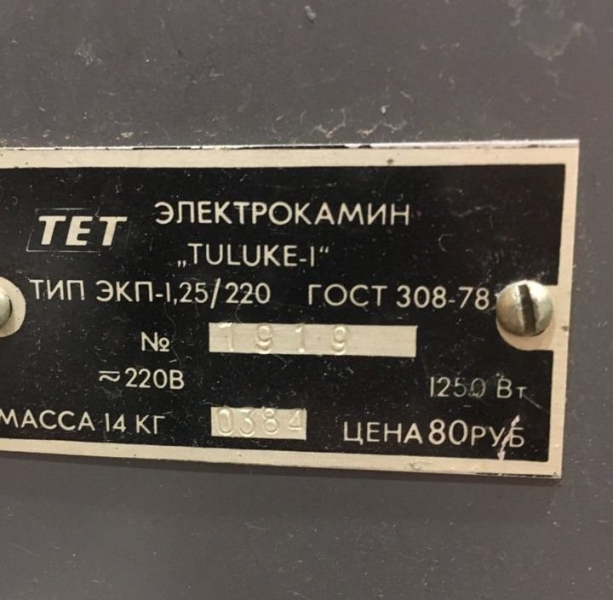 TET ЭЛЕКТРОКАМИН
„TULUKE-I“
ТИП ЭКП-1,25/220 ГОСТ 308-78
№ 1919
≂220В 1250 Вт
МАССА 14 КГ 0384 ЦЕНА 80РУБ